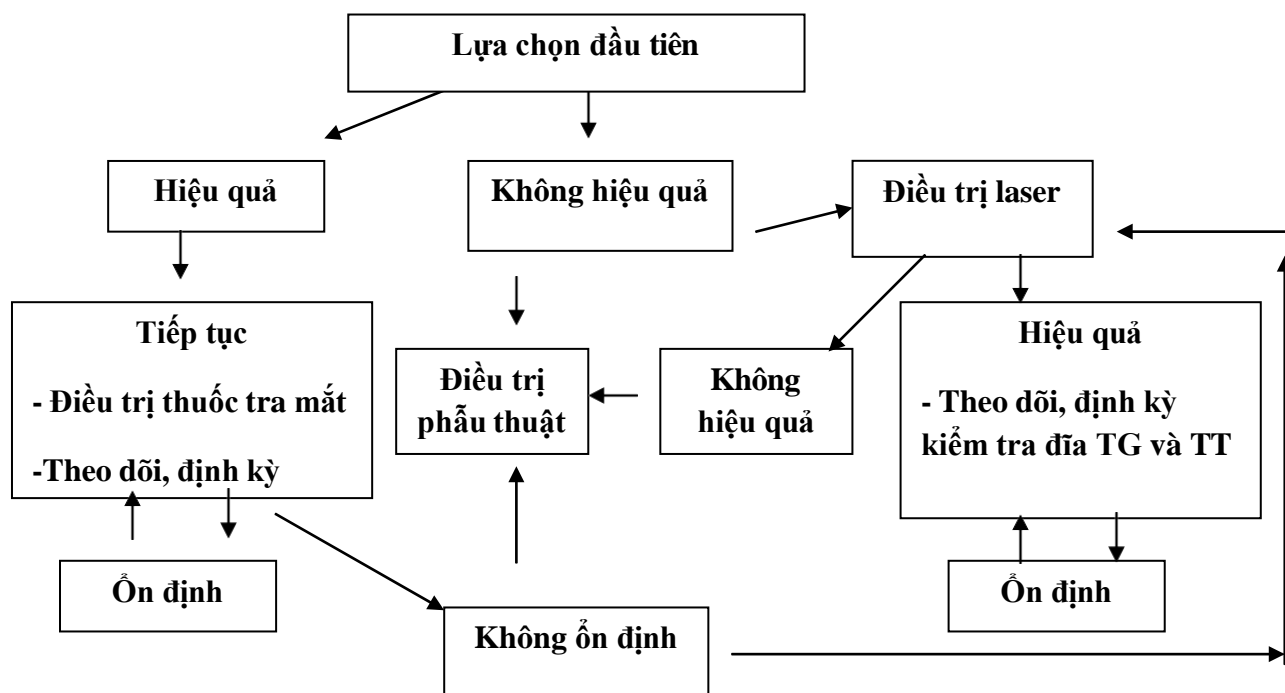 Lựa chọn đầu tiên
Hiệu quả
Không hiệu quả
Điều trị laser
Tiếp tục
- Điều trị thuốc tra mắt
-Theo dõi, định kỳ
Điều trị
phẫu thuật
Không
hiệu quả
Hiệu quả
- Theo dõi, định kỳ
kiểm tra đĩa TG và TT
Ổn định
Không ổn định
Ổn định